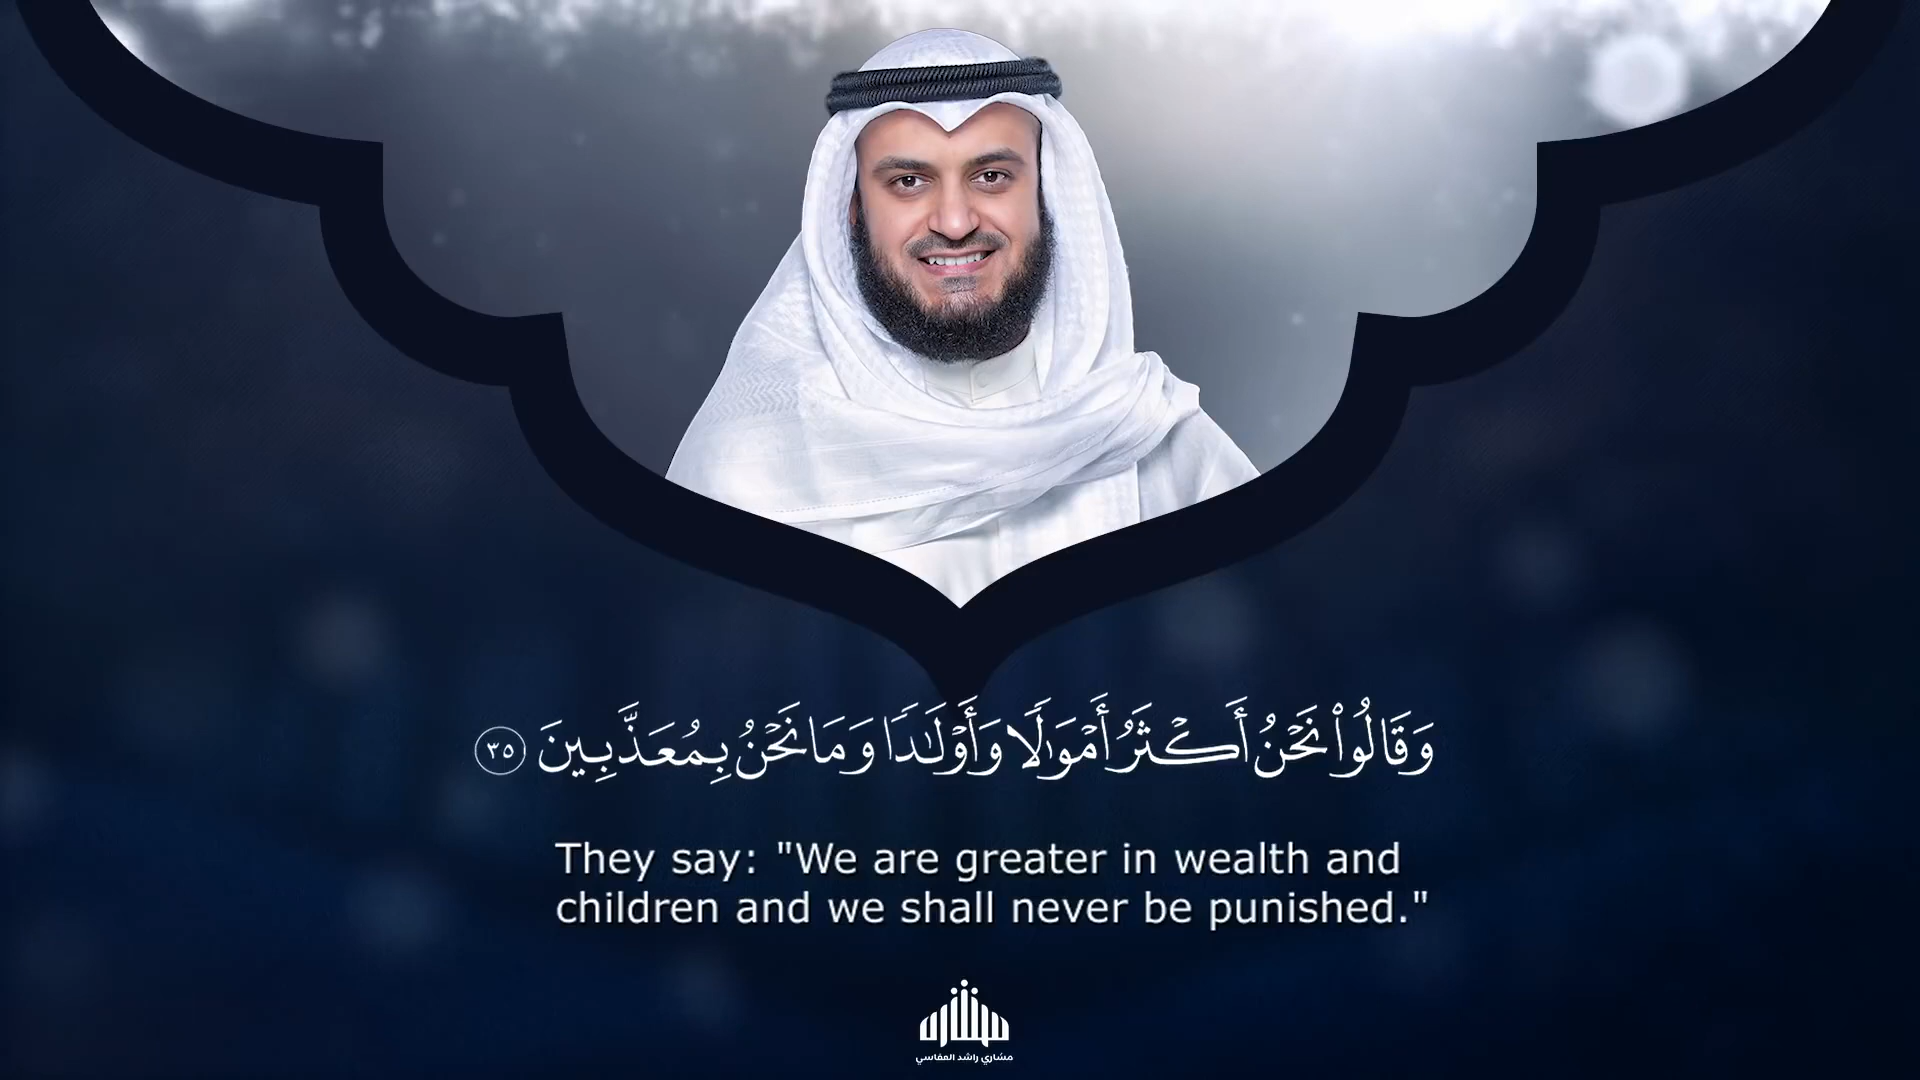 وَقَالُوا۟ نَحْنُ أَكْثَرُ أَمْوَٰلًا وَأَوْلَـٰدًا وَمَا نَحْنُ بِمُعَذَّبِينَ ٣٥
They say: "We are greater in wealth and
children and we shall never be punished."
مشاري
مشاري راشد العفاسي